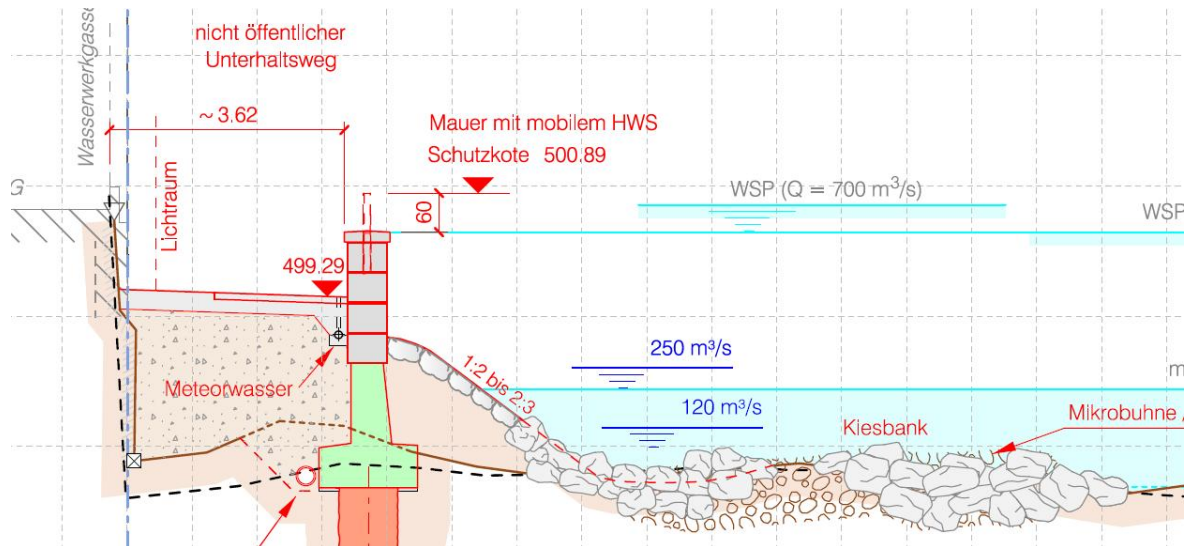 Wasserwerkgasse
nicht öffentlicher
Unterhaltsweg
~ 3.62
Mauer mit mobilem HWS
Schutzkote 500.89
G
Lichtraum
60
WSP (Q = 700 m³/s)
WSP
499.29
250 m³/s
1:2 bis 2:3
m
Meteorwasser
120 m³/s
Kiesbank
Mikrobuhne